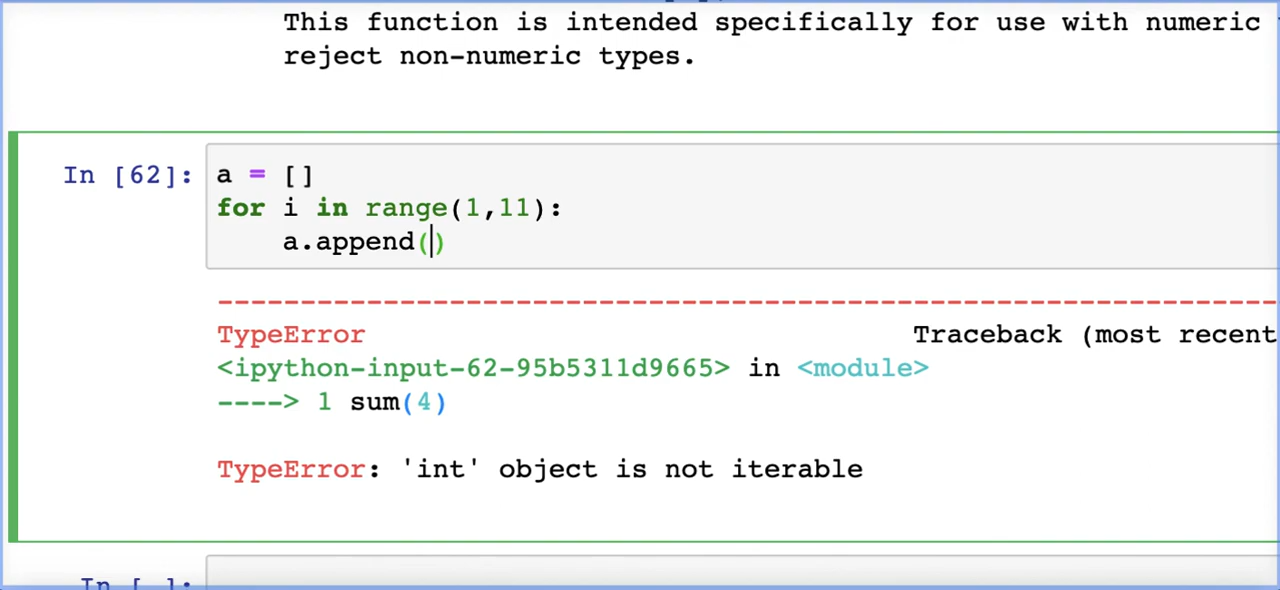 This function is intended specifically for use with numeric
reject non-numeric types.
In [62]:
a = []
for i in range(1,11):
    a.append()
---------------------------------------------------------------------------
TypeError                                 Traceback (most recent
<ipython-input-62-95b5311d9665> in <module>
----> 1 sum(4)
TypeError: 'int' object is not iterable
In [ ]: